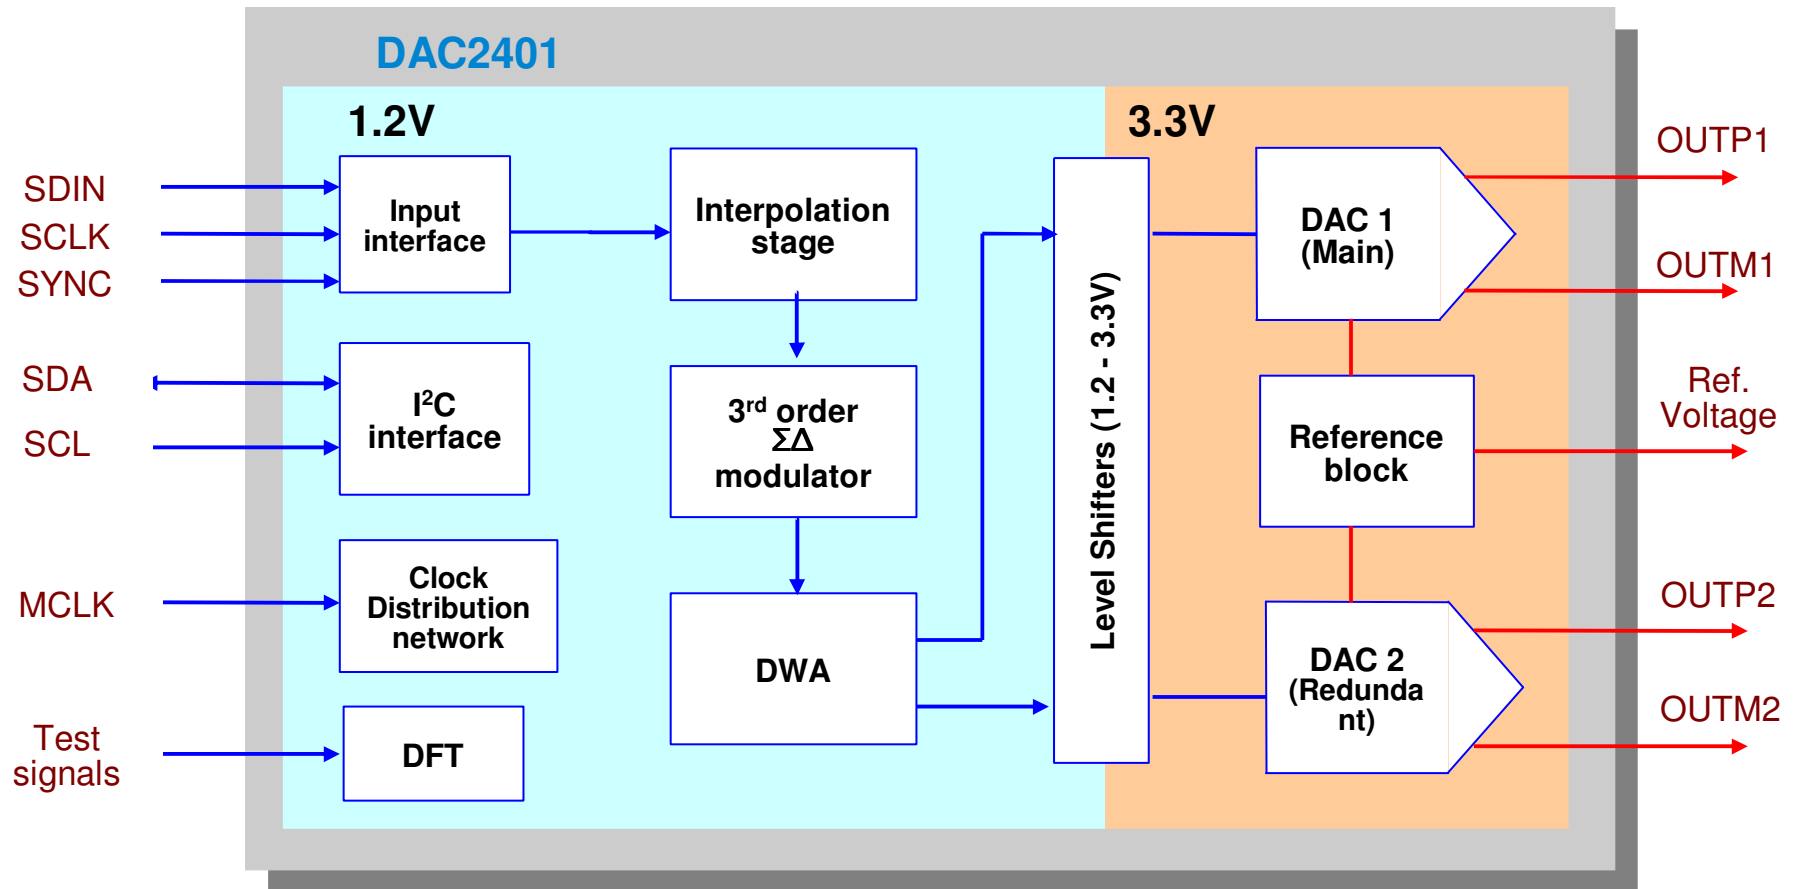 DAC2401
1.2V
3.3V
SDIN
SCLK
SYNC
SDA
SCL
MCLK
Test
signals
Input
interface
I²C
interface
Clock
Distribution
network
DFT
Interpolation
stage
3rd order
ΣΔ
modulator
DWA
Level Shifters (1.2 - 3.3V)
DAC 1
(Main)
Reference
block
DAC 2
(Redunda
nt)
OUTP1
OUTM1
Ref.
Voltage
OUTP2
OUTM2